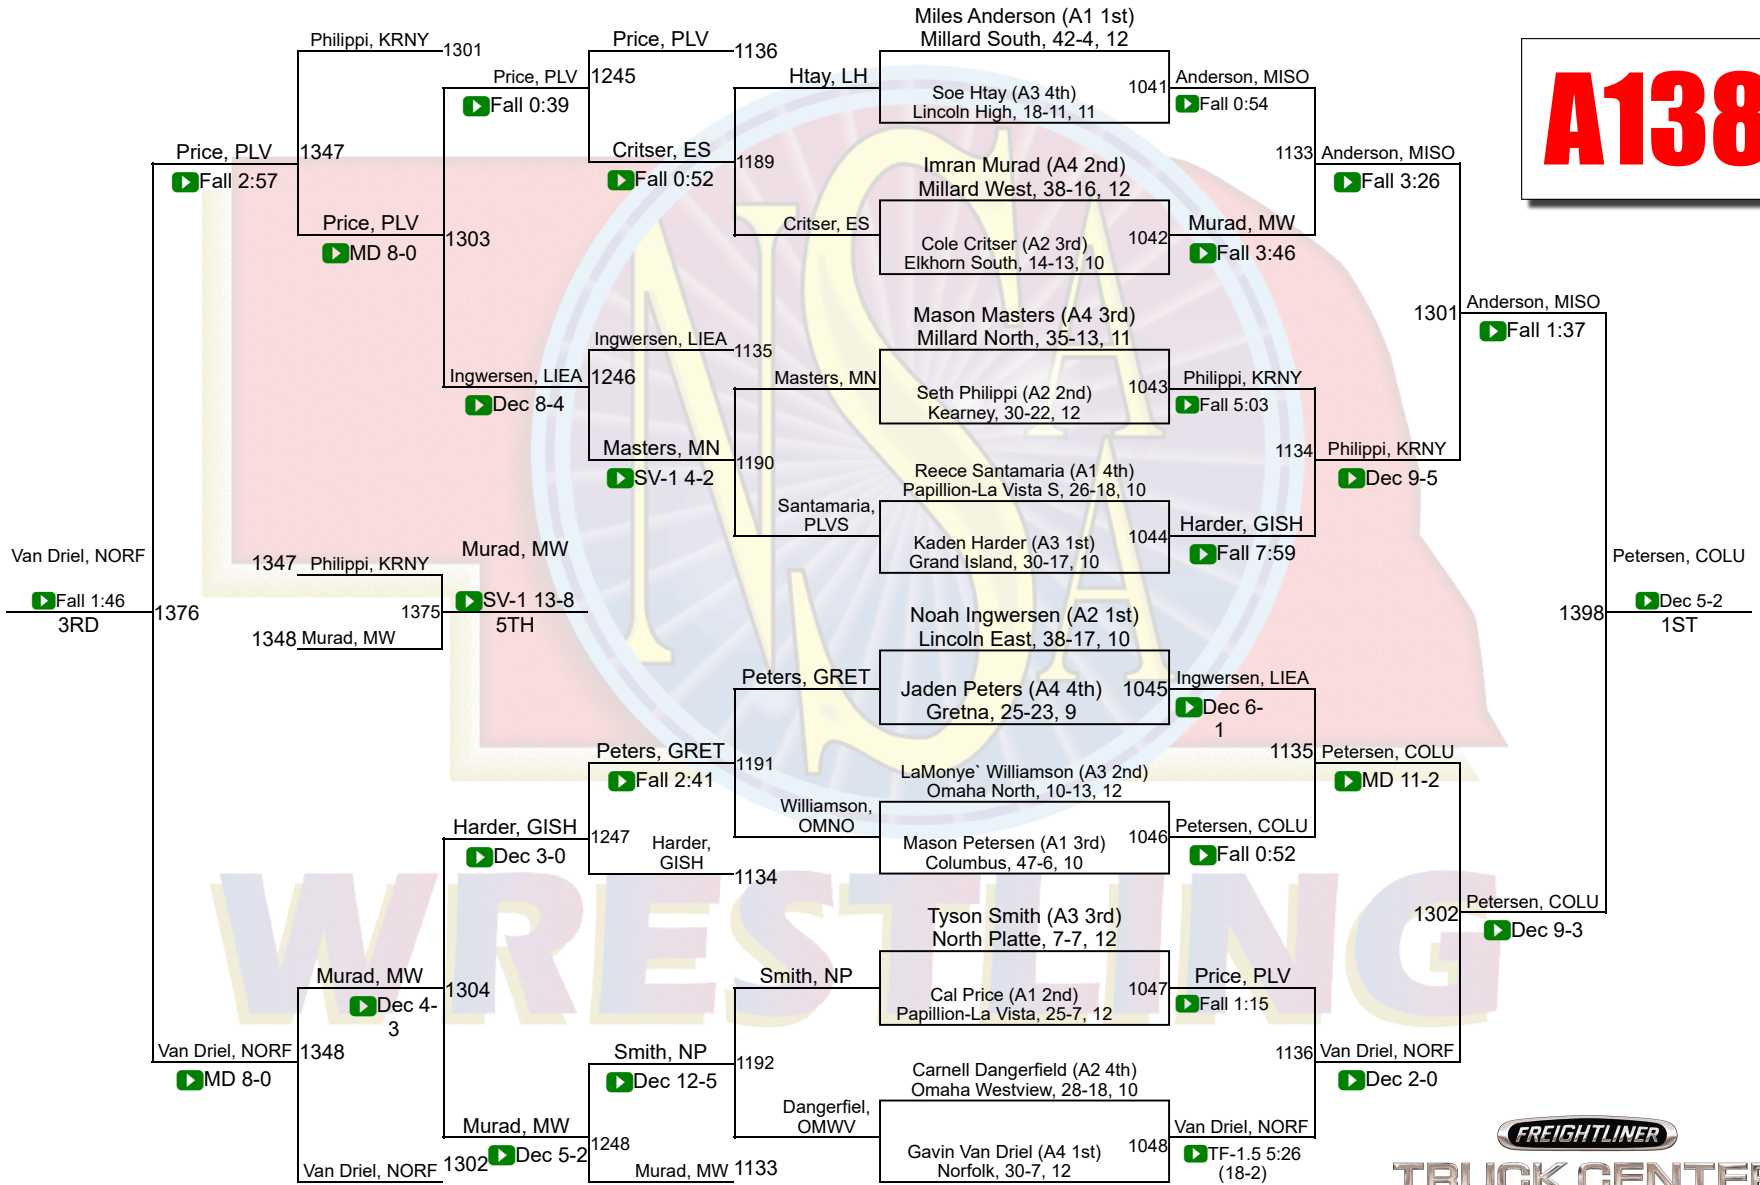 Miles Anderson (A1 1st)
Millard South, 42-4, 12
Soe Htay (A3 4th)
Lincoln High, 18-11, 11
1041
Imran Murad (A4 2nd)
Millard West, 38-16, 12
Cole Critser (A2 3rd)
Elkhorn South, 14-13, 10
1042
Mason Masters (A4 3rd)
Millard North, 35-13, 11
Seth Philippi (A2 2nd)
Kearney, 30-22, 12
1043
Reece Santamaria (A1 4th)
Papillion-La Vista S, 26-18, 10
Kaden Harder (A3 1st)
Grand Island, 30-17, 10
1044
Noah Ingwersen (A2 1st)
Lincoln East, 38-17, 10
Jaden Peters (A4 4th)
Gretna, 25-23, 9
1045
LaMonye` Williamson (A3 2nd)
Omaha North, 10-13, 12
Mason Petersen (A1 3rd)
Columbus, 47-6, 10
1046
Tyson Smith (A3 3rd)
North Platte, 7-7, 12
Cal Price (A1 2nd)
Papillion-La Vista, 25-7, 12
1047
Carnell Dangerfield (A2 4th)
Omaha Westview, 28-18, 10
Gavin Van Driel (A4 1st)
Norfolk, 30-7, 12
1048
Anderson, MISO
Fall 0:54
Murad, MW
Fall 3:46
Philippi, KRNY
Fall 5:03
Harder, GISH
Fall 7:59
Ingwersen, LIEA
Dec 6-
1
Petersen, COLU
Fall 0:52
Price, PLV
Fall 1:15
Van Driel, NORF
TF-1.5 5:26
(18-2)
1133
Anderson, MISO
Fall 3:26
1134
Philippi, KRNY
Dec 9-5
1135
Petersen, COLU
MD 11-2
1136
Van Driel, NORF
Dec 2-0
1301
Anderson, MISO
Fall 1:37
1302
Petersen, COLU
Dec 9-3
1398
Petersen, COLU
Dec 5-2
1ST
Htay, LH
Critser, ES
1189
Masters, MN
Santamaria,
PLVS
1190
Peters, GRET
Williamson,
OMNO
1191
Smith, NP
Dangerfiel,
OMWV
1192
Price, PLV
1136
Critser, ES
Fall 0:52
1245
Ingwersen, LIEA
1135
Masters, MN
SV-1 4-2
1246
Peters, GRET
Fall 2:41
Harder,
GISH
1134
1247
Smith, NP
Dec 12-5
Murad, MW
1133
1248
Price, PLV
Fall 0:39
Ingwersen, LIEA
Dec 8-4
1303
Harder, GISH
Dec 3-0
Murad, MW
Dec 5-2
1304
Philippi, KRNY
1301
Price, PLV
MD 8-0
1347
Murad, MW
Dec 4-
3
Van Driel, NORF
1302
1348
Price, PLV
Fall 2:57
Van Driel, NORF
MD 8-0
1376
Van Driel, NORF
Fall 1:46
3RD
1347
Philippi, KRNY
1348
Murad, MW
1375
Murad, MW
SV-1 13-8
5TH
A138
NSAA
WRESTLING
FREIGHTLINER
TRUCK CENTER